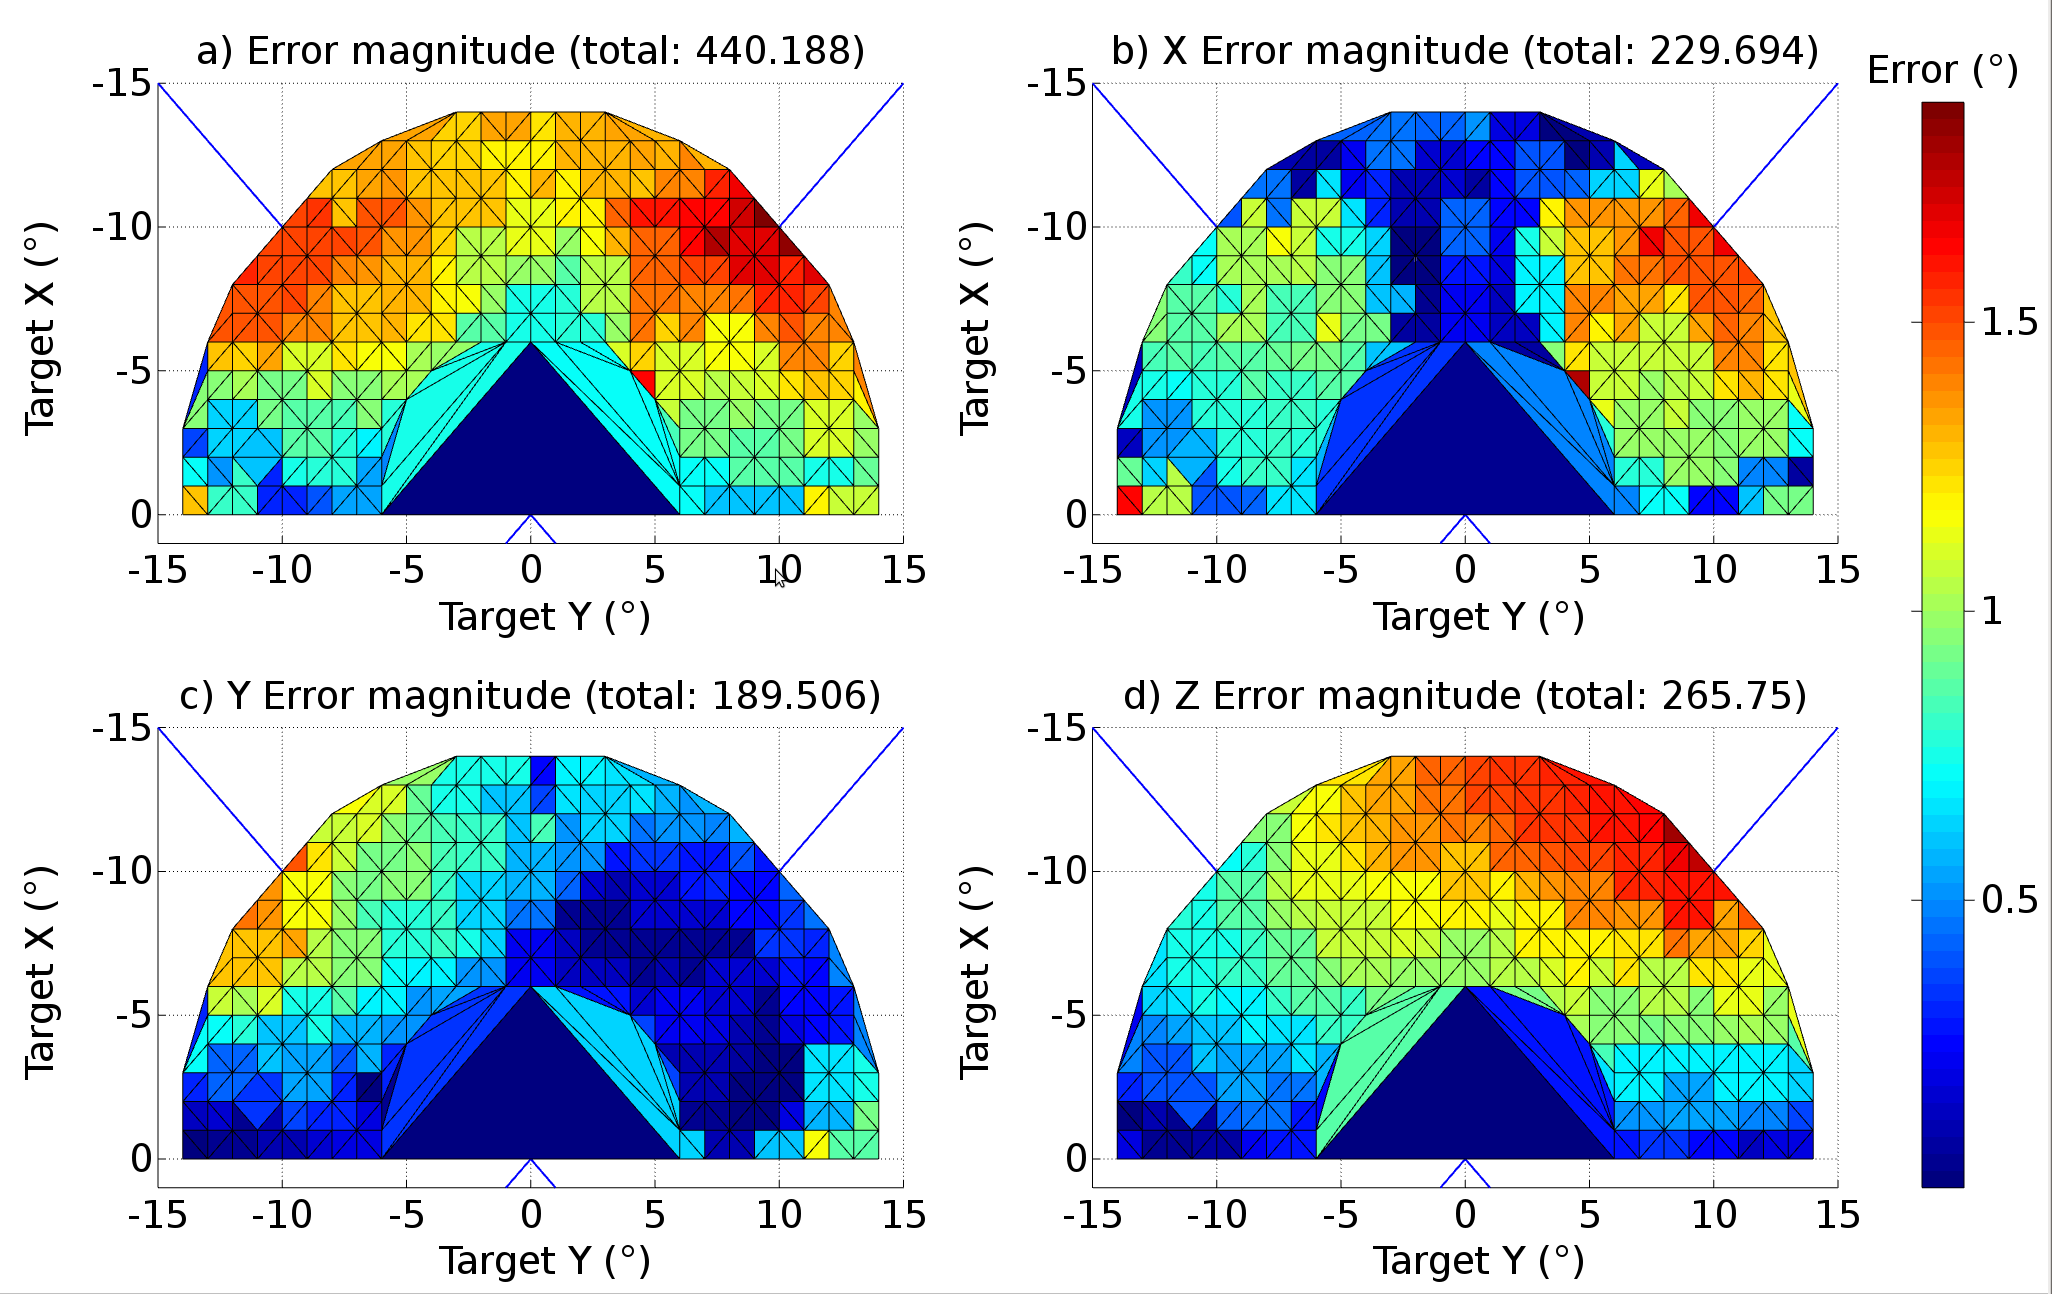 a) Error magnitude (total: 440.188)
-15
-10
-5
0
Target X (°)
-15 -10 -5 0 5 10 15
Target Y (°)
b) X Error magnitude (total: 229.694)
-15
-10
-5
0
Target X (°)
-15 -10 -5 0 5 10 15
Target Y (°)
Error (°)
1.5
1
0.5
c) Y Error magnitude (total: 189.506)
-15
-10
-5
0
Target X (°)
-15 -10 -5 0 5 10 15
Target Y (°)
d) Z Error magnitude (total: 265.75)
-15
-10
-5
0
Target X (°)
-15 -10 -5 0 5 10 15
Target Y (°)